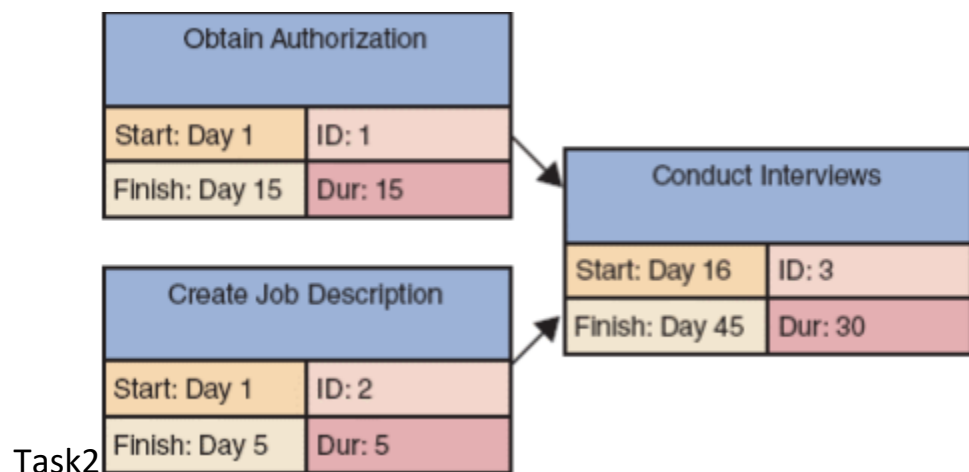 Obtain Authorization
Start: Day 1 ID: 1
Finish: Day 15 Dur: 15
Conduct Interviews
Start: Day 16 ID: 3
Finish: Day 45 Dur: 30
Create Job Description
Start: Day 1 ID: 2
Finish: Day 5 Dur: 5
Task2